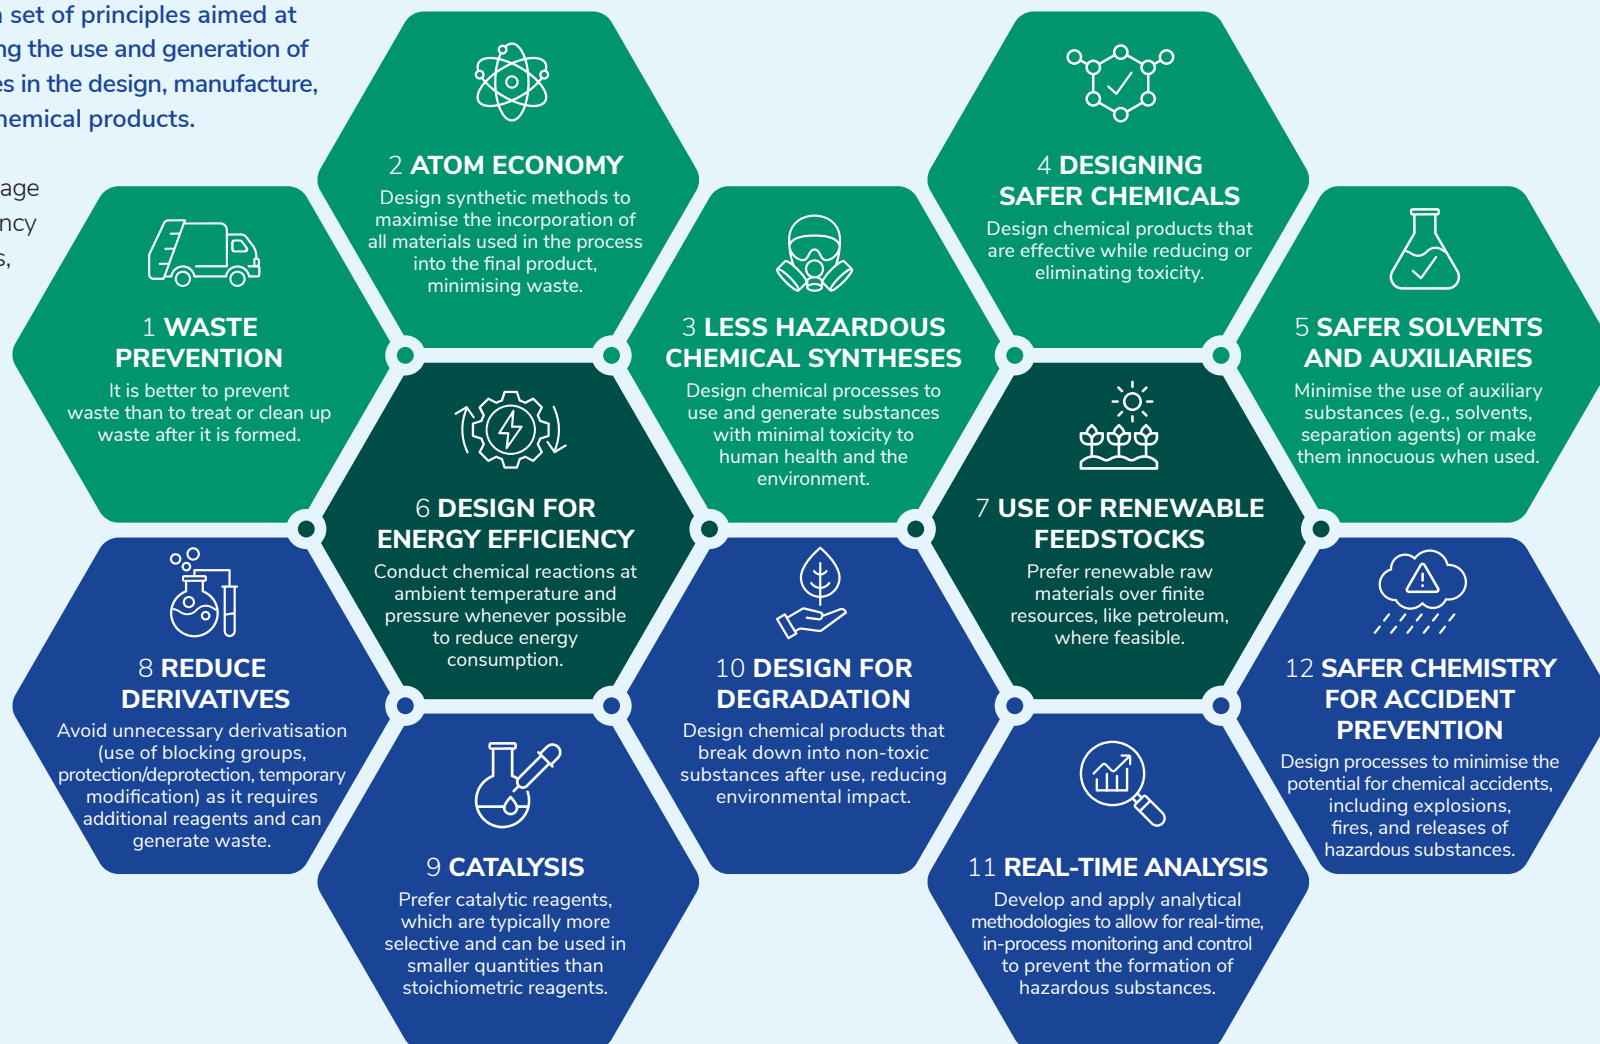 set of principles aimed at
the use and generation of
in the design, manufacture,
products.
2 ATOM ECONOMY
Design synthetic methods to
maximise the incorporation of
all materials used in the process
into the final product,
minimising waste.
4 DESIGNING
SAFER CHEMICALS
Design chemical products that
are effective while reducing or
eliminating toxicity.
1 WASTE
PREVENTION
It is better to prevent
waste than to treat or clean up
waste after it is formed.
3 LESS HAZARDOUS
CHEMICAL SYNTHESES
Design chemical processes to
use and generate substances
with minimal toxicity to
human health and the
environment.
5 SAFER SOLVENTS
AND AUXILIARIES
Minimise the use of auxiliary
substances (e.g., solvents,
separation agents) or make
them innocuous when used.
6 DESIGN FOR
ENERGY EFFICIENCY
Conduct chemical reactions at
ambient temperature and
pressure whenever possible
to reduce energy
consumption.
7 USE OF RENEWABLE
FEEDSTOCKS
Prefer renewable raw
materials over finite
resources, like petroleum,
where feasible.
8 REDUCE
DERIVATIVES
Avoid unnecessary derivatisation
(use of blocking groups,
protection/deprotection, temporary
modification) as it requires
additional reagents and can
generate waste.
10 DESIGN FOR
DEGRADATION
Design chemical products that
break down into non-toxic
substances after use, reducing
environmental impact.
12 SAFER CHEMISTRY
FOR ACCIDENT
PREVENTION
Design processes to minimise the
potential for chemical accidents,
including explosions,
fires, and releases of
hazardous substances.
9 CATALYSIS
Prefer catalytic reagents,
which are typically more
selective and can be used in
smaller quantities than
stoichiometric reagents.
11 REAL-TIME ANALYSIS
Develop and apply analytical
methodologies to allow for real-time,
in-process monitoring and control
to prevent the formation of
hazardous substances.